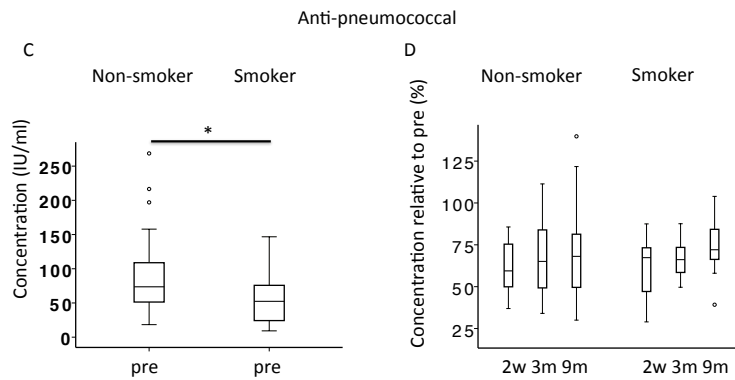 Anti-pneumococcal
C
Non-smoker Smoker
Concentration (IU/ml)
*
250
200
150
100
50
0
pre pre
D
Non-smoker Smoker
Concentration relative to pre (%)
125
100
75
50
25
2w 3m 9m 2w 3m 9m